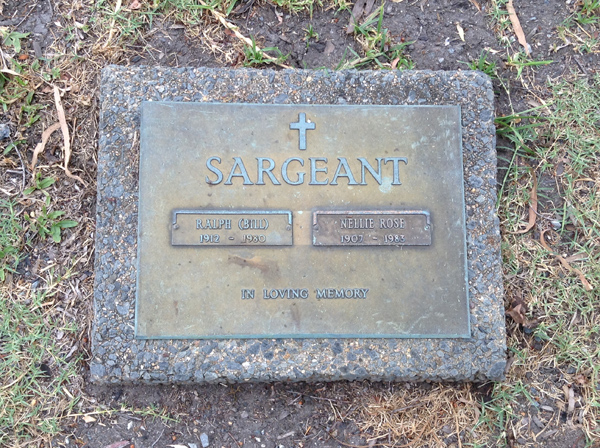 SARGEANT
RALPH (BILL)
1912 - 1980
NELLIE ROSE
1907 - 1983
IN LOVING MEMORY